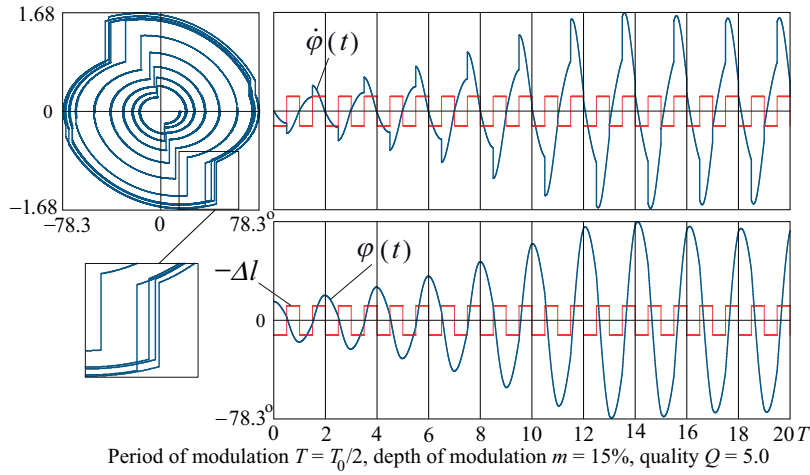 1.68
0
−1.68
−78.3 0 78.3°
φ̇(t)
φ(t)
−Δl
0
−78.3°
0 2 4 6 8 10 12 14 16 18 20 T
Period of modulation T = T₀/2, depth of modulation m = 15%, quality Q = 5.0